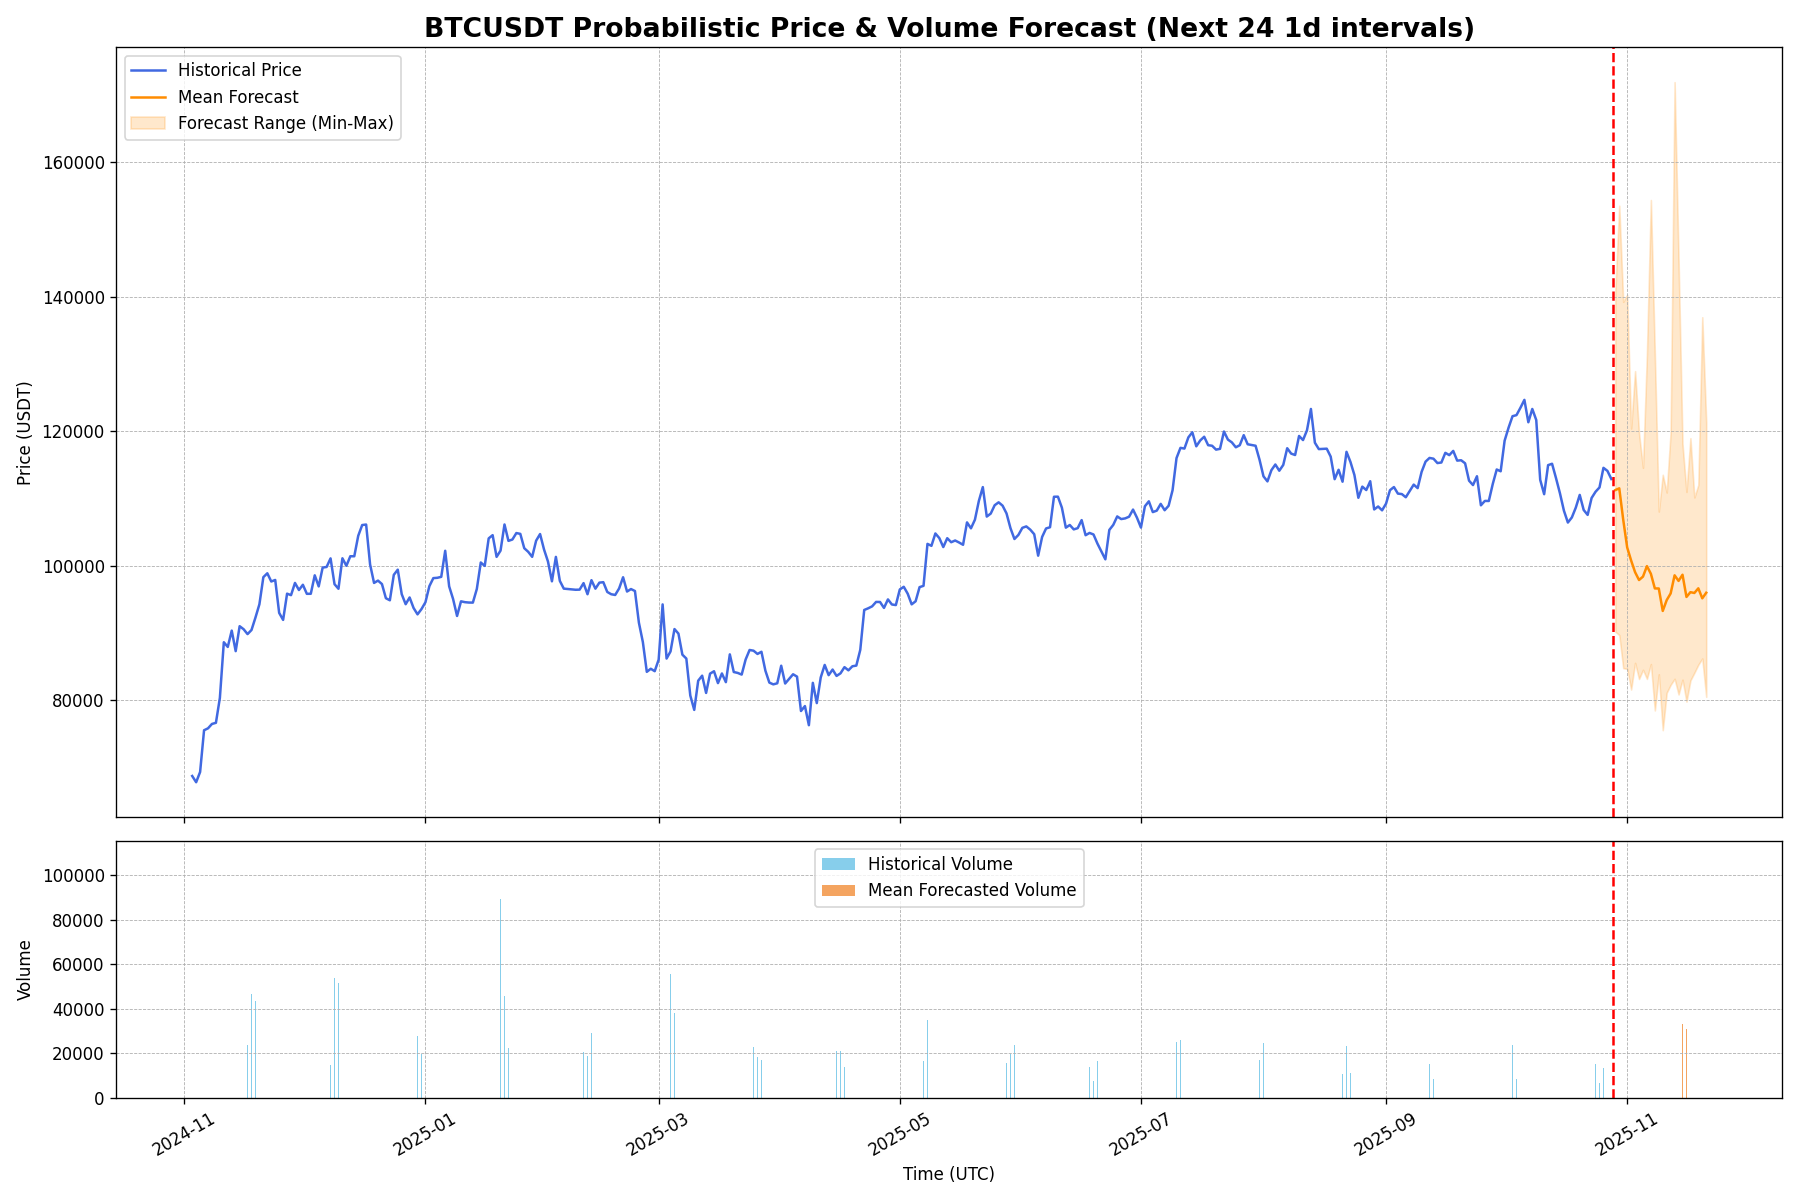 BTCUSDT Probabilistic Price & Volume Forecast (Next 24 1d intervals)
Historical Price
Mean Forecast
Forecast Range (Min-Max)
160000
140000
120000
100000
80000
Price (USDT)
Historical Volume
Mean Forecasted Volume
100000
80000
60000
40000
20000
0
Volume
2024-11
2025-01
2025-03
2025-05
2025-07
2025-09
2025-11
Time (UTC)